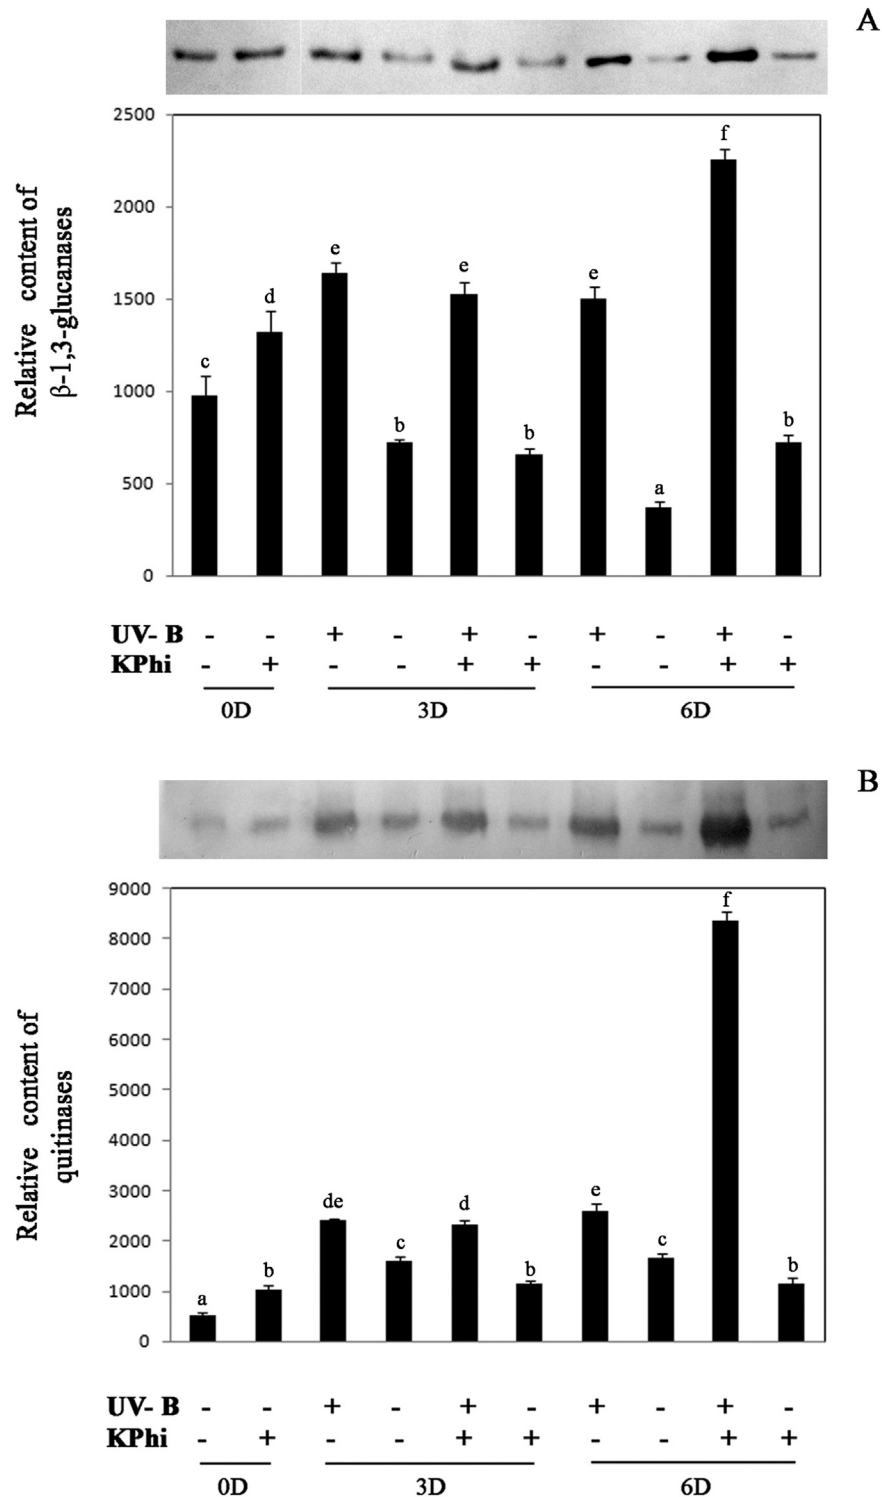 A
2500
2000
1500
1000
500
0
Relative content of
β-1,3-glucanases
c
d
e
b
e
b
e
a
f
b
UV- B - - + - + - + - + -
KPhi - + - - + + - - + +
0D 3D 6D
B
9000
8000
7000
6000
5000
4000
3000
2000
1000
0
Relative content of
quitinases
a
b
de
c
d
b
e
c
f
b
UV- B - - + - + - + - + -
KPhi - + - - + + - - + +
0D 3D 6D